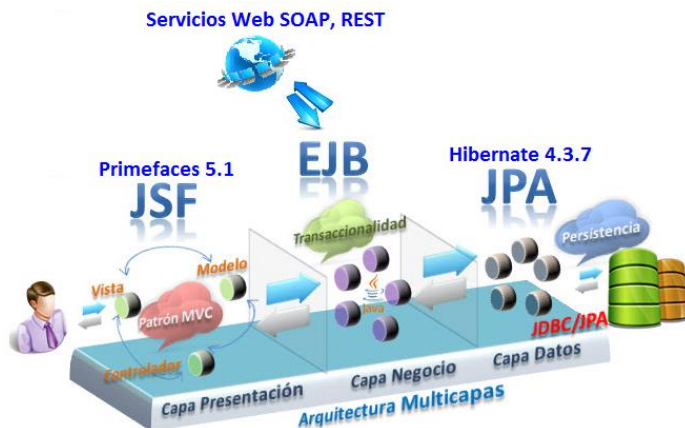 Servicios Web SOAP, REST
Primefaces 5.1
JSF
EJB
Hibernate 4.3.7
JPA
Transaccionalidad
Persistencia
Vista
Modelo
Patrón MVC
Controlador
Java
JDBC/JPA
Capa Presentación
Capa Negocio
Capa Datos
Arquitectura Multicapas